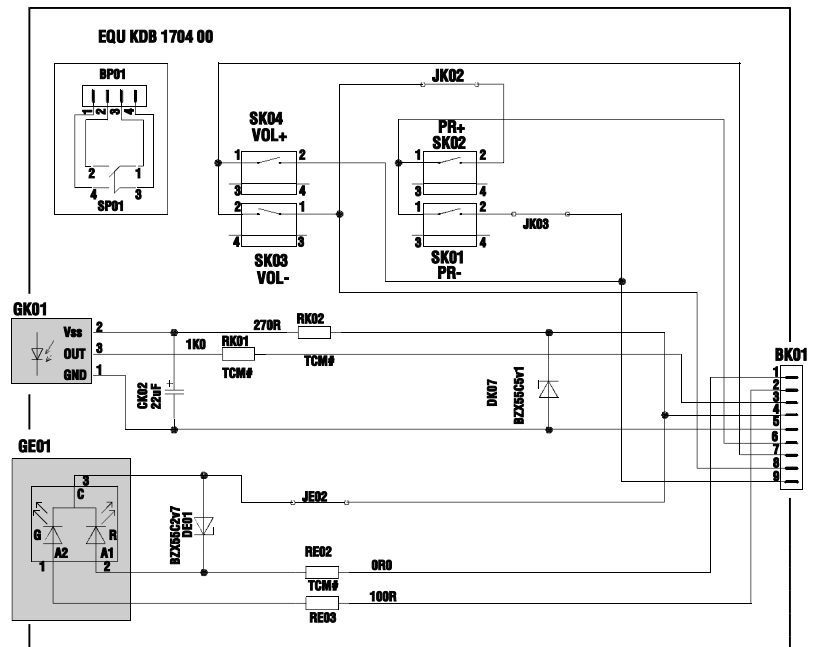 EQU KDB 1704 00
BP01
1 2 3 4
2 1
4 3
SP01
JK02
SK04
VOL+
PR+
SK02
1 2
3 4
1 2
3 4
2 1
4 3
1 2
3 4
JK03
SK03
VOL-
SK01
PR-
GK01
Vss 2
OUT 3
GND 1
270R
RK02
1K0
RK01
TCM#
TCM#
CK02
22uF
+
DK07
BZX55C5v1
BK01
1
2
3
4
5
6
7
8
9
GE01
3
C
G
R
A2
A1
1
2
BZX55C2v7
DE01
JE02
RE02
0R0
TCM#
100R
RE03